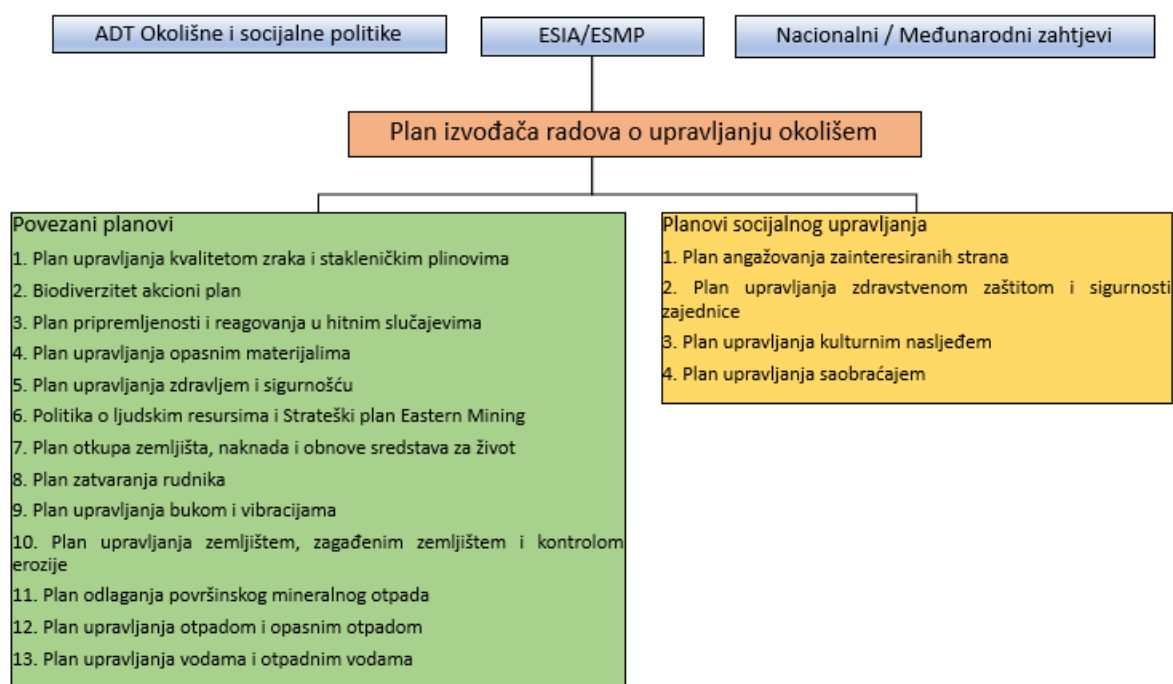 ADT Okolišne i socijalne politike
ESIA/ESMP
Nacionalni / Međunarodni zahtjevi
Plan izvođača radova o upravljanju okolišem
Povezani planovi
1. Plan upravljanja kvalitetom zraka i stakleničkim plinovima
2. Biodiverzitet akcioni plan
3. Plan pripremljenosti i reagovanja u hitnim slučajevima
4. Plan upravljanja opasnim materijalima
5. Plan upravljanja zdravljem i sigurnošću
6. Politika o ljudskim resursima i Strateški plan Eastern Mining
7. Plan otkupa zemljišta, naknada i obnove sredstava za život
8. Plan zatvaranja rudnika
9. Plan upravljanja bukom i vibracijama
10. Plan upravljanja zemljištem, zagađenim zemljištem i kontrolom
erozije
11. Plan odlaganja površinskog mineralnog otpada
12. Plan upravljanja otpadom i opasnim otpadom
13. Plan upravljanja vodama i otpadnim vodama
Planovi socijalnog upravljanja
1. Plan angažovanja zainteresiranih strana
2. Plan upravljanja zdravstvenom zaštitom i sigurnosti
zajednice
3. Plan upravljanja kulturnim nasljeđem
4. Plan upravljanja saobraćajem